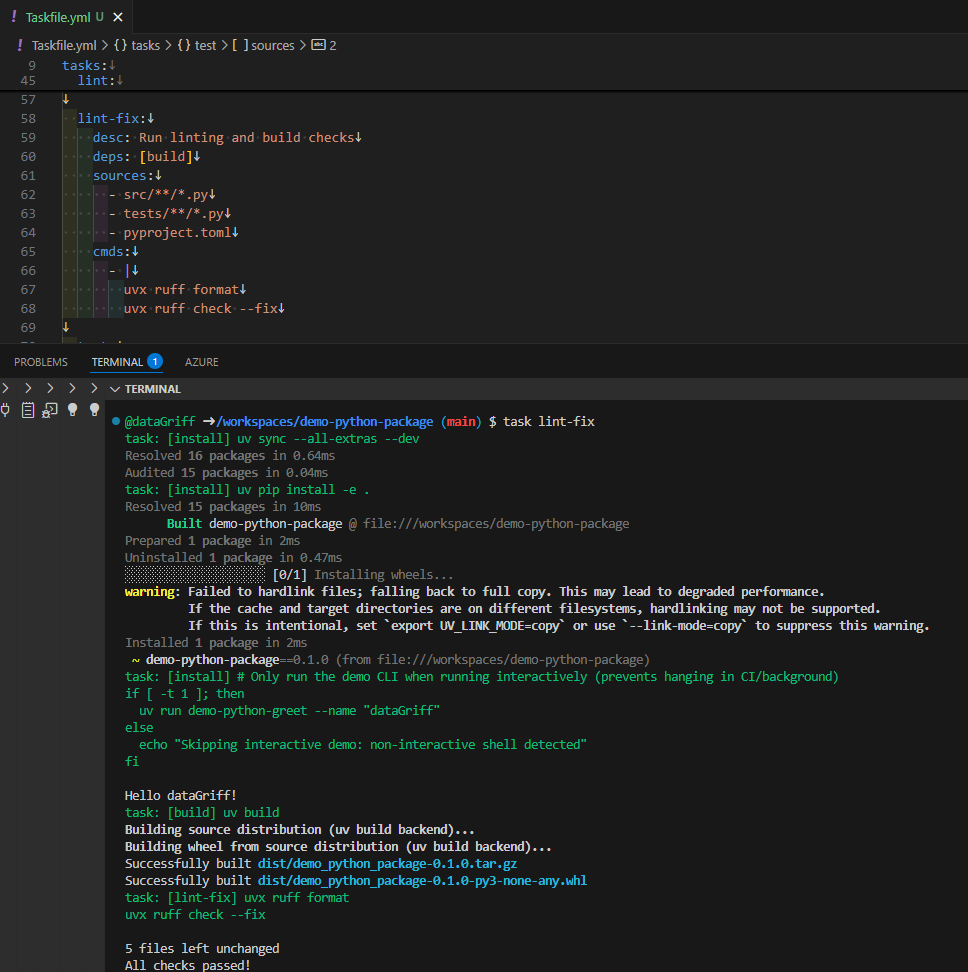 ! Taskfile.yml U ×
! Taskfile.yml > {} tasks > {} test > [ ] sources > abc 2
9 tasks:↓
45 lint:↓
57 ↓
58 lint-fix:↓
59 desc: Run linting and build checks↓
60 deps: [build]↓
61 sources:↓
62 - src/**/*.py↓
63 - tests/**/*.py↓
64 - pyproject.toml↓
65 cmds:↓
66 - |↓
67 uvx ruff format↓
68 uvx ruff check --fix↓
69 ↓
PROBLEMS TERMINAL 1 AZURE
TERMINAL
@dataGriff ➜/workspaces/demo-python-package (main) $ task lint-fix
task: [install] uv sync --all-extras --dev
Resolved 16 packages in 0.64ms
Audited 15 packages in 0.04ms
task: [install] uv pip install -e .
Resolved 15 packages in 10ms
Built demo-python-package @ file:///workspaces/demo-python-package
Prepared 1 package in 2ms
Uninstalled 1 package in 0.47ms
░░░░░░░░░░░░░░░░░░░░ [0/1] Installing wheels...
warning: Failed to hardlink files; falling back to full copy. This may lead to degraded performance.
If the cache and target directories are on different filesystems, hardlinking may not be supported.
If this is intentional, set `export UV_LINK_MODE=copy` or use `--link-mode=copy` to suppress this warning.
Installed 1 package in 2ms
~ demo-python-package==0.1.0 (from file:///workspaces/demo-python-package)
task: [install] # Only run the demo CLI when running interactively (prevents hanging in CI/background)
if [ -t 1 ]; then
uv run demo-python-greet --name "dataGriff"
else
echo "Skipping interactive demo: non-interactive shell detected"
fi
Hello dataGriff!
task: [build] uv build
Building source distribution (uv build backend)...
Building wheel from source distribution (uv build backend)...
Successfully built dist/demo_python_package-0.1.0.tar.gz
Successfully built dist/demo_python_package-0.1.0-py3-none-any.whl
task: [lint-fix] uvx ruff format
uvx ruff check --fix
5 files left unchanged
All checks passed!